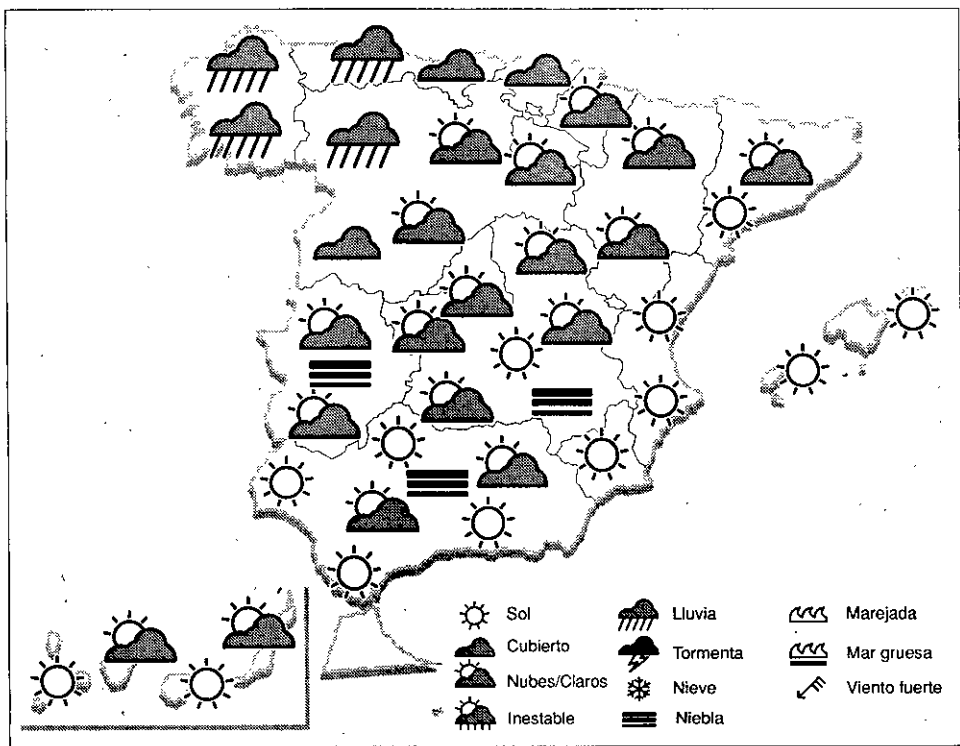 Sol
Cubierto
Nubes/Claros
Inestable
Lluvia
Tormenta
Nieve
Niebla
Marejada
Mar gruesa
Viento fuerte